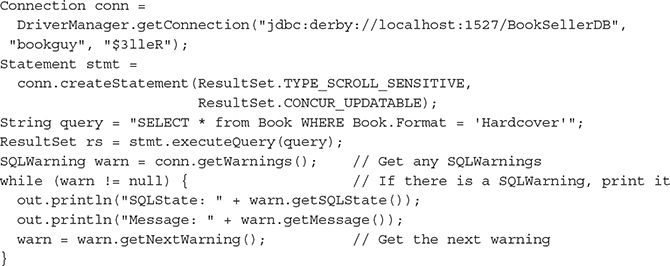 Connection conn =
  DriverManager.getConnection("jdbc:derby://localhost:1527/BookSellerDB",
 "bookguy", "$3lleR");
Statement stmt =
  conn.createStatement(ResultSet.TYPE_SCROLL_SENSITIVE,
                       ResultSet.CONCUR_UPDATABLE);
String query = "SELECT * from Book WHERE Book.Format = 'Hardcover'";
ResultSet rs = stmt.executeQuery(query);
SQLWarning warn = conn.getWarnings();    // Get any SQLWarnings
while (warn != null) {                   // If there is a SQLWarning, print it
  out.println("SQLState: " + warn.getSQLState());
  out.println("Message: " + warn.getMessage());
  warn = warn.getNextWarning();          // Get the next warning
}